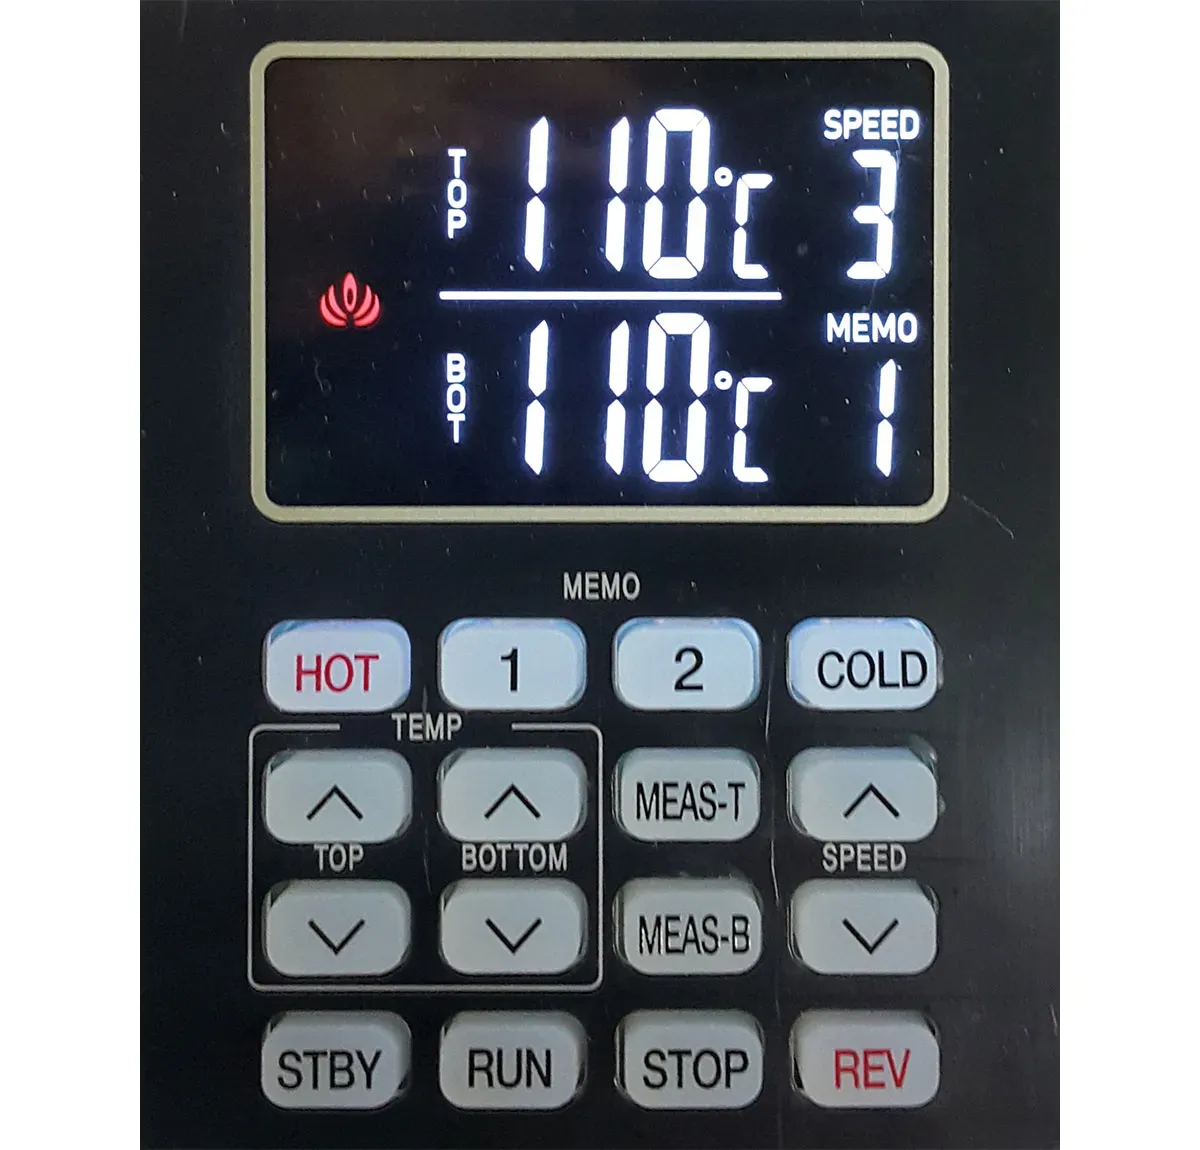 TOP 110°C SPEED 3
BOT 110°C MEMO 1
MEMO
HOT 1 2 COLD
TEMP
MEAS-T
TOP BOTTOM SPEED
MEAS-B
STBY RUN STOP REV